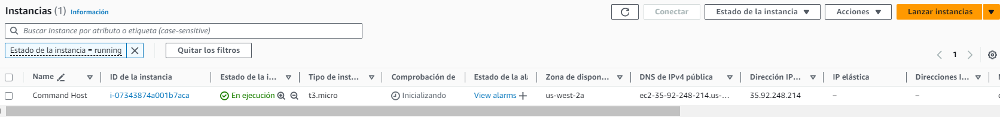 Instancias (1) Información
Conectar Estado de la instancia Acciones Lanzar instancias
Buscar Instance por atributo o etiqueta (case-sensitive)
Estado de la instancia = running Quitar los filtros
1
Name ID de la instancia Estado de la i... Tipo de inst... Comprobación de Estado de la ala Zona de dispon... DNS de IPv4 pública Dirección IP... IP elástica Direcciones I...
Command Host i-07343874a001b7aca En ejecución t3.micro Inicializando View alarms us-west-2a ec2-35-92-248-214.us-... 35.92.248.214 – –